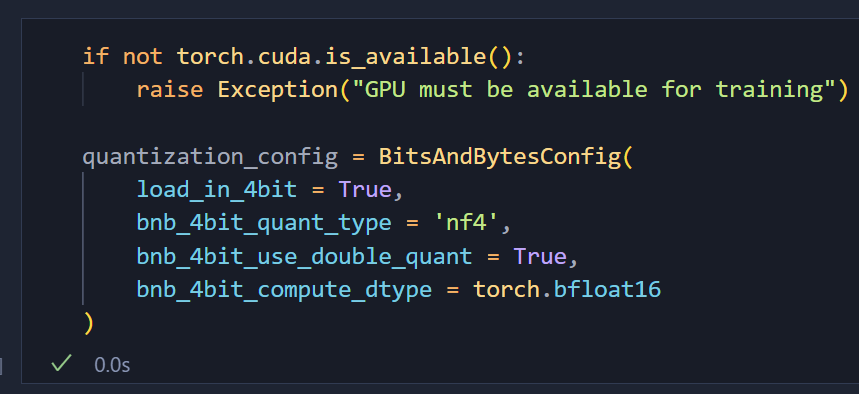 if not torch.cuda.is_available():
    raise Exception("GPU must be available for training")
quantization_config = BitsAndBytesConfig(
    load_in_4bit = True,
    bnb_4bit_quant_type = 'nf4',
    bnb_4bit_use_double_quant = True,
    bnb_4bit_compute_dtype = torch.bfloat16
)
✓ 0.0s